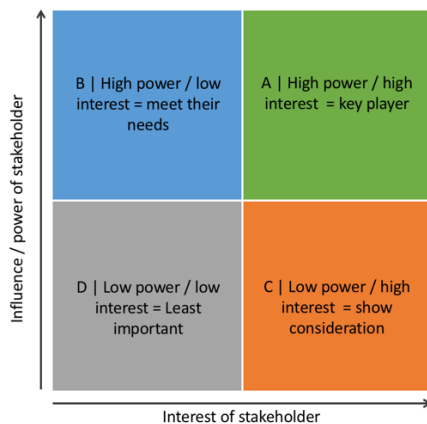 B | High power / low
interest = meet their
needs
A | High power / high
interest  = key player
D | Low power / low
interest = Least
important
C | Low power / high
interest  = show
consideration
Influence / power of stakeholder
Interest of stakeholder